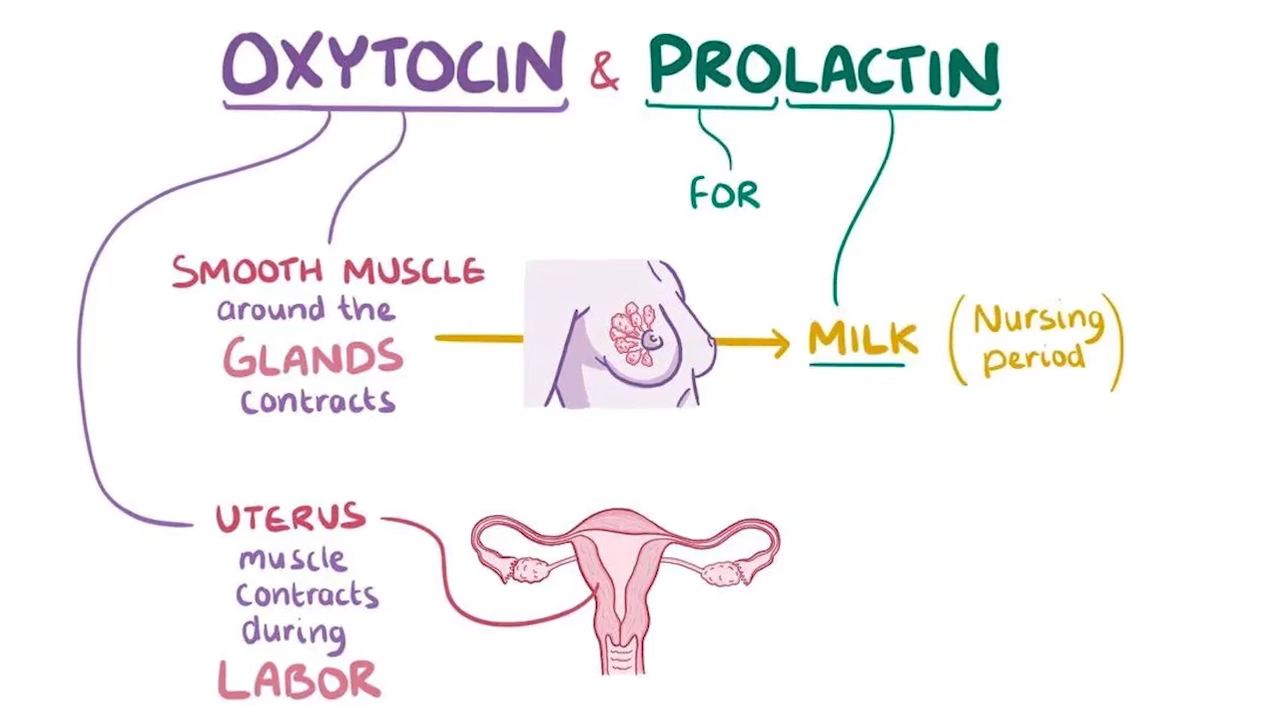 OXYTOCIN & PROLACTIN
FOR
SMOOTH MUSCLE
around the
GLANDS
contracts
MILK
(Nursing
period)
UTERUS
muscle
contracts
during
LABOR